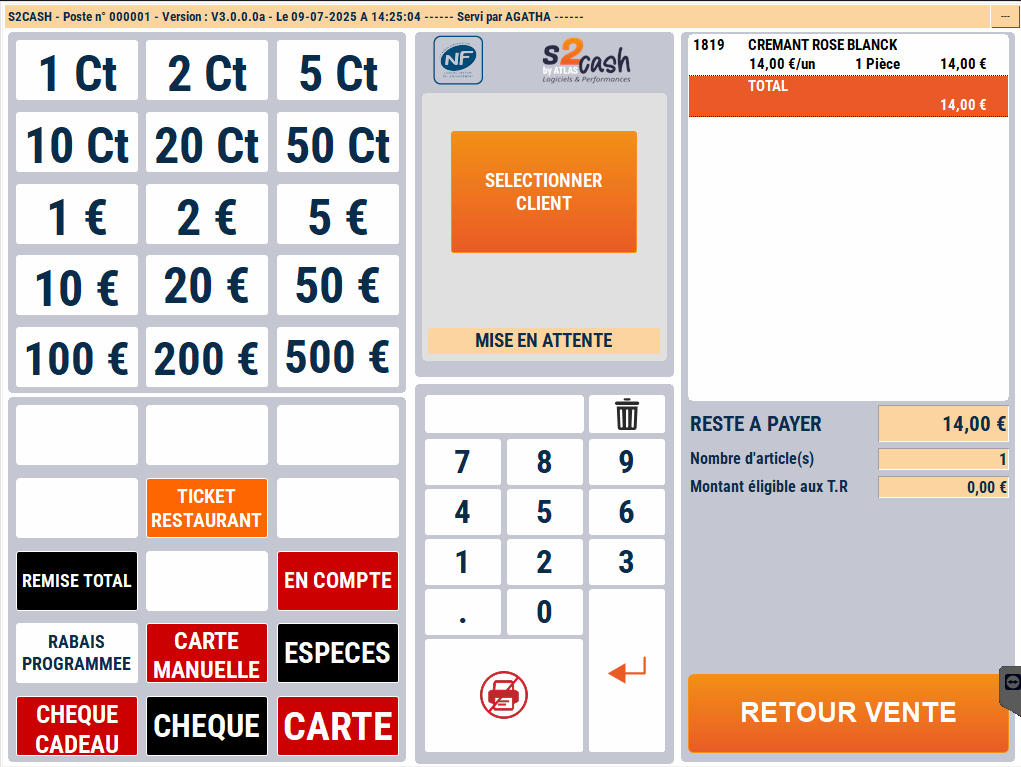 S2CASH - Poste n° 000001 - Version : V3.0.0.0a - Le 09-07-2025 A 14:25:04 ------ Servi par AGATHA ------
---
1 Ct 2 Ct 5 Ct
10 Ct 20 Ct 50 Ct
1 € 2 € 5 €
10 € 20 € 50 €
100 € 200 € 500 €
TICKET
RESTAURANT
REMISE TOTAL
EN COMPTE
RABAIS
PROGRAMMEE
CARTE
MANUELLE
ESPECES
CHEQUE
CADEAU
CHEQUE
CARTE
NF
S2cash
by ATLAS
Logiciels & Performances
SELECTIONNER
CLIENT
MISE EN ATTENTE
7 8 9
4 5 6
1 2 3
. 0
1819 CREMANT ROSE BLANCK
14,00 €/un 1 Pièce 14,00 €
TOTAL
14,00 €
RESTE A PAYER 14,00 €
Nombre d'article(s) 1
Montant éligible aux T.R 0,00 €
RETOUR VENTE